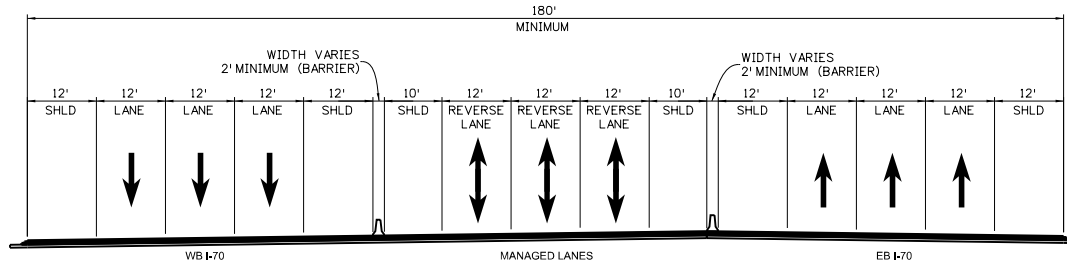 180'
MINIMUM
WIDTH VARIES
2' MINIMUM (BARRIER)
WIDTH VARIES
2' MINIMUM (BARRIER)
12' 12' 12' 12' 12' 10' 12' 12' 12' 10' 12' 12' 12' 12' 12'
SHLD LANE LANE LANE SHLD SHLD REVERSE REVERSE REVERSE SHLD SHLD LANE LANE LANE SHLD
LANE LANE LANE
WB I-70 MANAGED LANES EB I-70